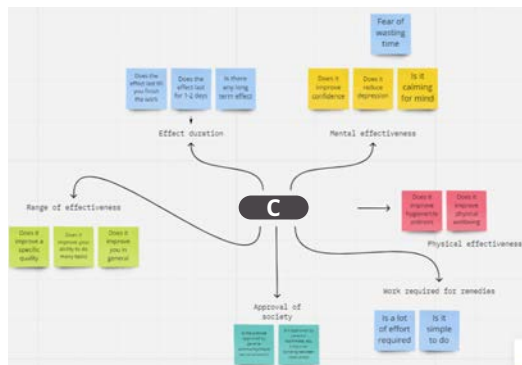 Fear of
wasting
time
Does the
effect last till
you finish
the work
Does the
effect last
for 1-2 days
Is there
any long
term effect
Does it
improve
confidence
Does it
reduce
depression
Is it
calming
for mind
Effect duration
Mental effectiveness
C
Range of effectiveness
Does it
improve
Does it
improve physical
wellbeing
Physical effectiveness
Does it
improve a
specific
quality
Does it
improve your
ability to do
many tasks
Does it
improve
you in
general
Work required for remedies
Approval of
society
Is a lot
of effort
required
Is it
simple
to do